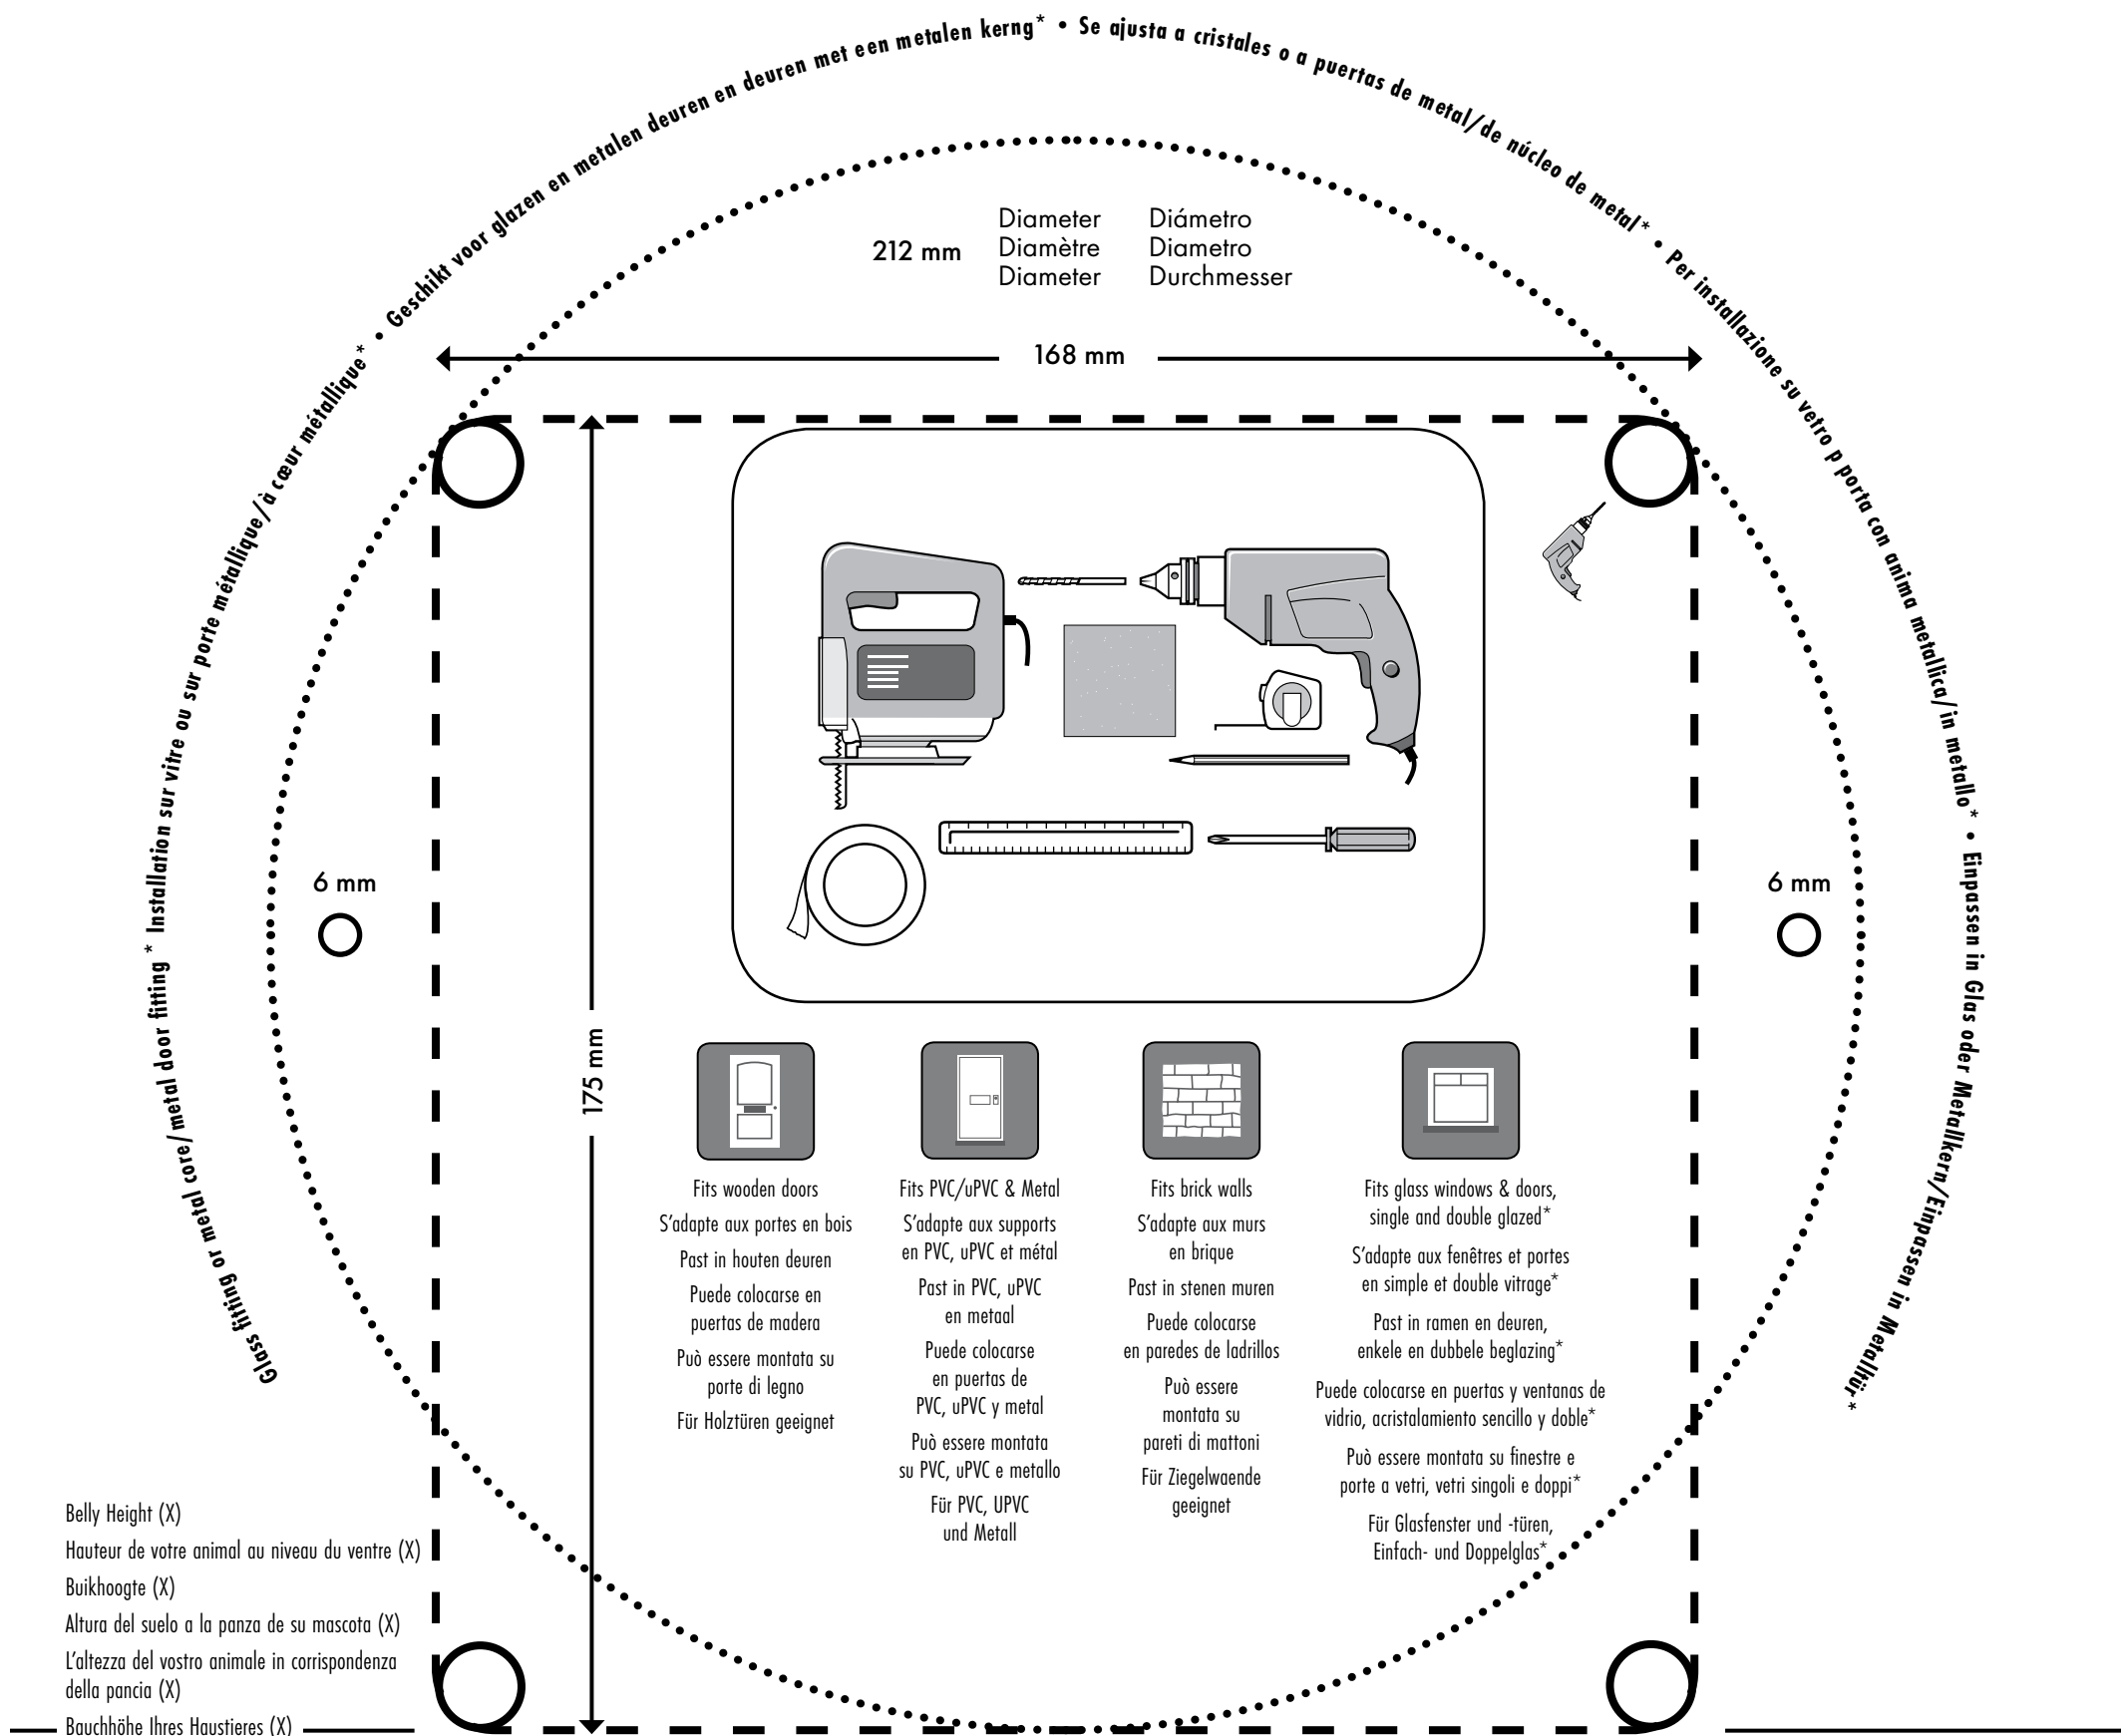 Glass fitting or metal core/metal door fitting * Installation sur vitre ou sur porte métallique/à cœur métallique* • Geschikt voor glazen en metalen deuren en deuren met een metalen kerng* • Se ajusta a cristales o a puertas de metal/de núcleo de metal* • Per installazione su vetro p porta con anima metallica/in metallo* • Einpassen in Glas oder Metallkern/Einpassen in Metalltür*
212 mm
Diameter
Diamètre
Diameter
Diámetro
Diametro
Durchmesser
168 mm
6 mm
6 mm
175 mm
Fits wooden doors
S'adapte aux portes en bois
Past in houten deuren
Puede colocarse en
puertas de madera
Può essere montata su
porte di legno
Für Holztüren geeignet
Fits PVC/uPVC & Metal
S'adapte aux supports
en PVC, uPVC et métal
Past in PVC, uPVC
en metaal
Puede colocarse
en puertas de
PVC, uPVC y metal
Può essere montata
su PVC, uPVC e metallo
Für PVC, UPVC
und Metall
Fits brick walls
S'adapte aux murs
en brique
Past in stenen muren
Puede colocarse
en paredes de ladrillos
Può essere
montata su
pareti di mattoni
Für Ziegelwaende
geeignet
Fits glass windows & doors,
single and double glazed*
S'adapte aux fenêtres et portes
en simple et double vitrage*
Past in ramen en deuren,
enkele en dubbele beglazing*
Puede colocarse en puertas y ventanas de
vidrio, acristalamiento sencillo y doble*
Può essere montata su finestre e
porte a vetri, vetri singoli e doppi*
Für Glasfenster und -türen,
Einfach- und Doppelglas*
Belly Height (X)
Hauteur de votre animal au niveau du ventre (X)
Buikhoogte (X)
Altura del suelo a la panza de su mascota (X)
L'altezza del vostro animale in corrispondenza
della pancia (X)
Bauchhöhe Ihres Haustieres (X)